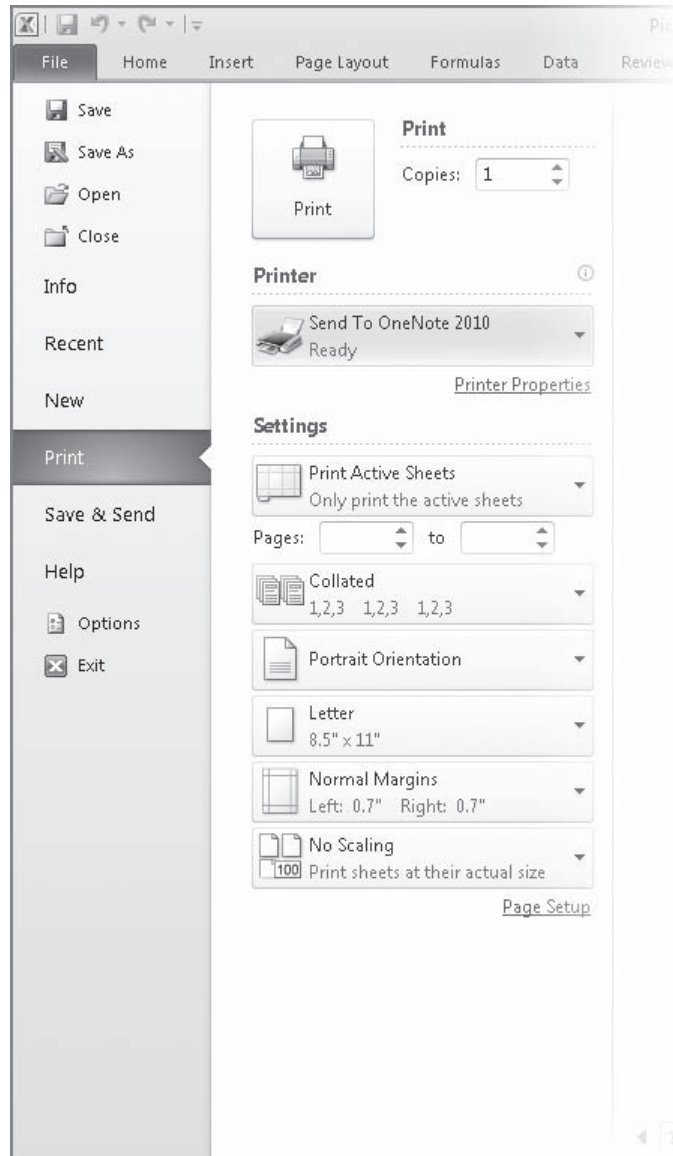 File Home Insert Page Layout Formulas Data Review
Save
Save As
Open
Close
Info
Recent
New
Print
Save & Send
Help
Options
Exit
Print
Print
Copies: 1
Printer
Send To OneNote 2010
Ready
Printer Properties
Settings
Print Active Sheets
Only print the active sheets
Pages: to
Collated
1,2,3 1,2,3 1,2,3
Portrait Orientation
Letter
8.5" x 11"
Normal Margins
Left: 0.7" Right: 0.7"
No Scaling
100 Print sheets at their actual size
Page Setup